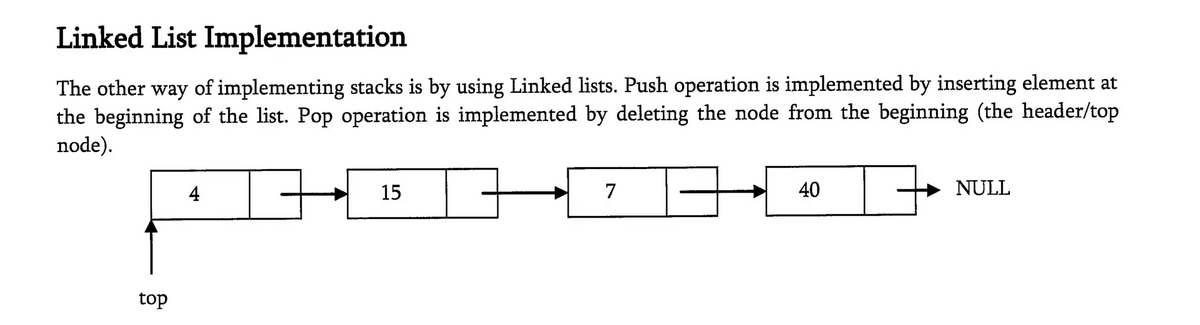 Linked List Implementation
The other way of implementing stacks is by using Linked lists. Push operation is implemented by inserting element at
the beginning of the list. Pop operation is implemented by deleting the node from the beginning (the header/top
node).
4 15 7 40 NULL
top